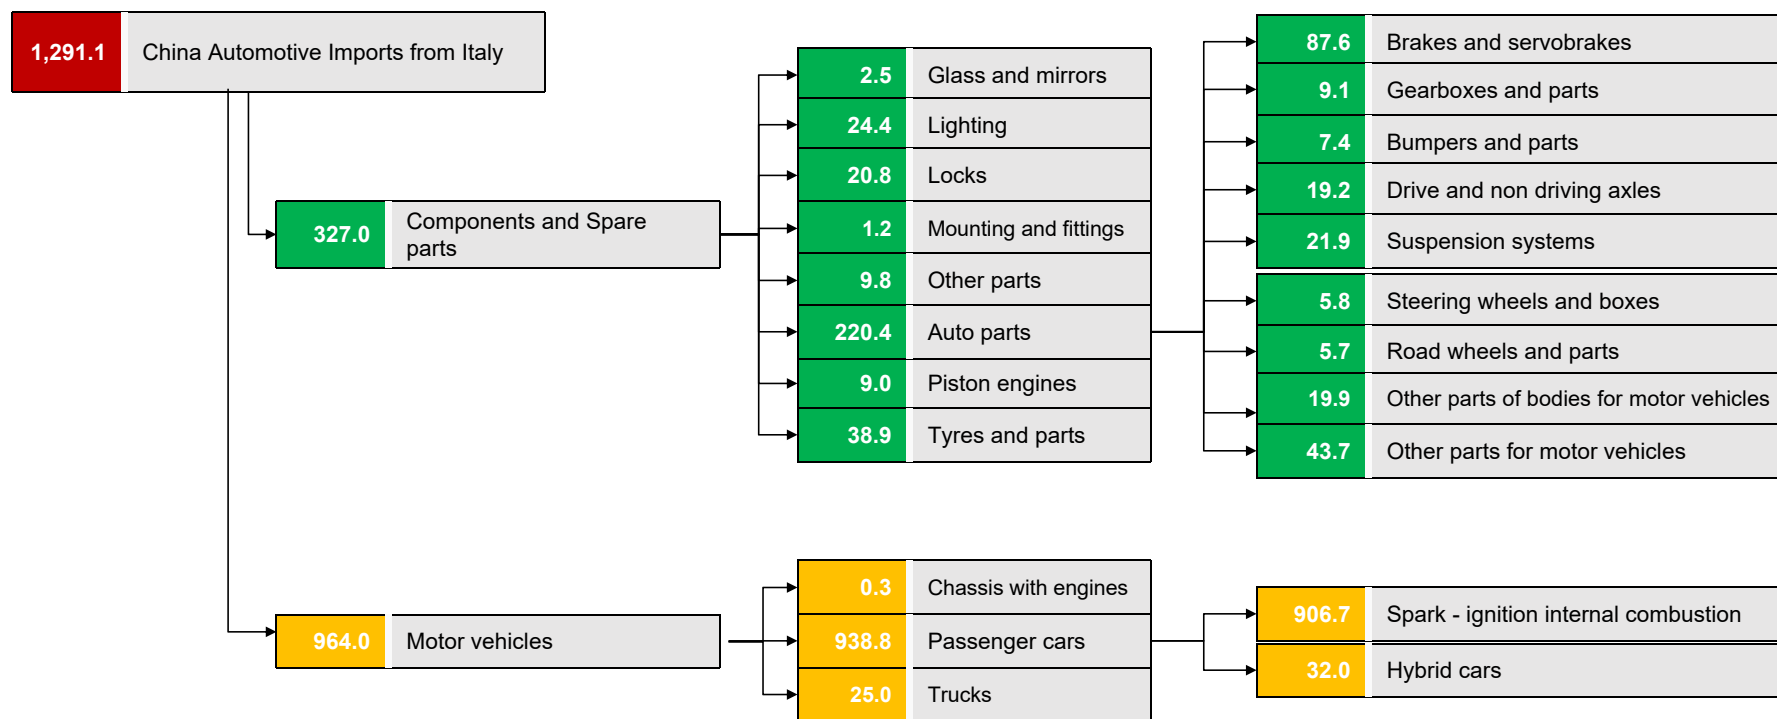 1,291.1 China Automotive Imports from Italy
327.0 Components and Spare
parts
2.5 Glass and mirrors
24.4 Lighting
20.8 Locks
1.2 Mounting and fittings
9.8 Other parts
220.4 Auto parts
9.0 Piston engines
38.9 Tyres and parts
87.6 Brakes and servobrakes
9.1 Gearboxes and parts
7.4 Bumpers and parts
19.2 Drive and non driving axles
21.9 Suspension systems
5.8 Steering wheels and boxes
5.7 Road wheels and parts
19.9 Other parts of bodies for motor vehicles
43.7 Other parts for motor vehicles
964.0 Motor vehicles
0.3 Chassis with engines
938.8 Passenger cars
25.0 Trucks
906.7 Spark - ignition internal combustion
32.0 Hybrid cars